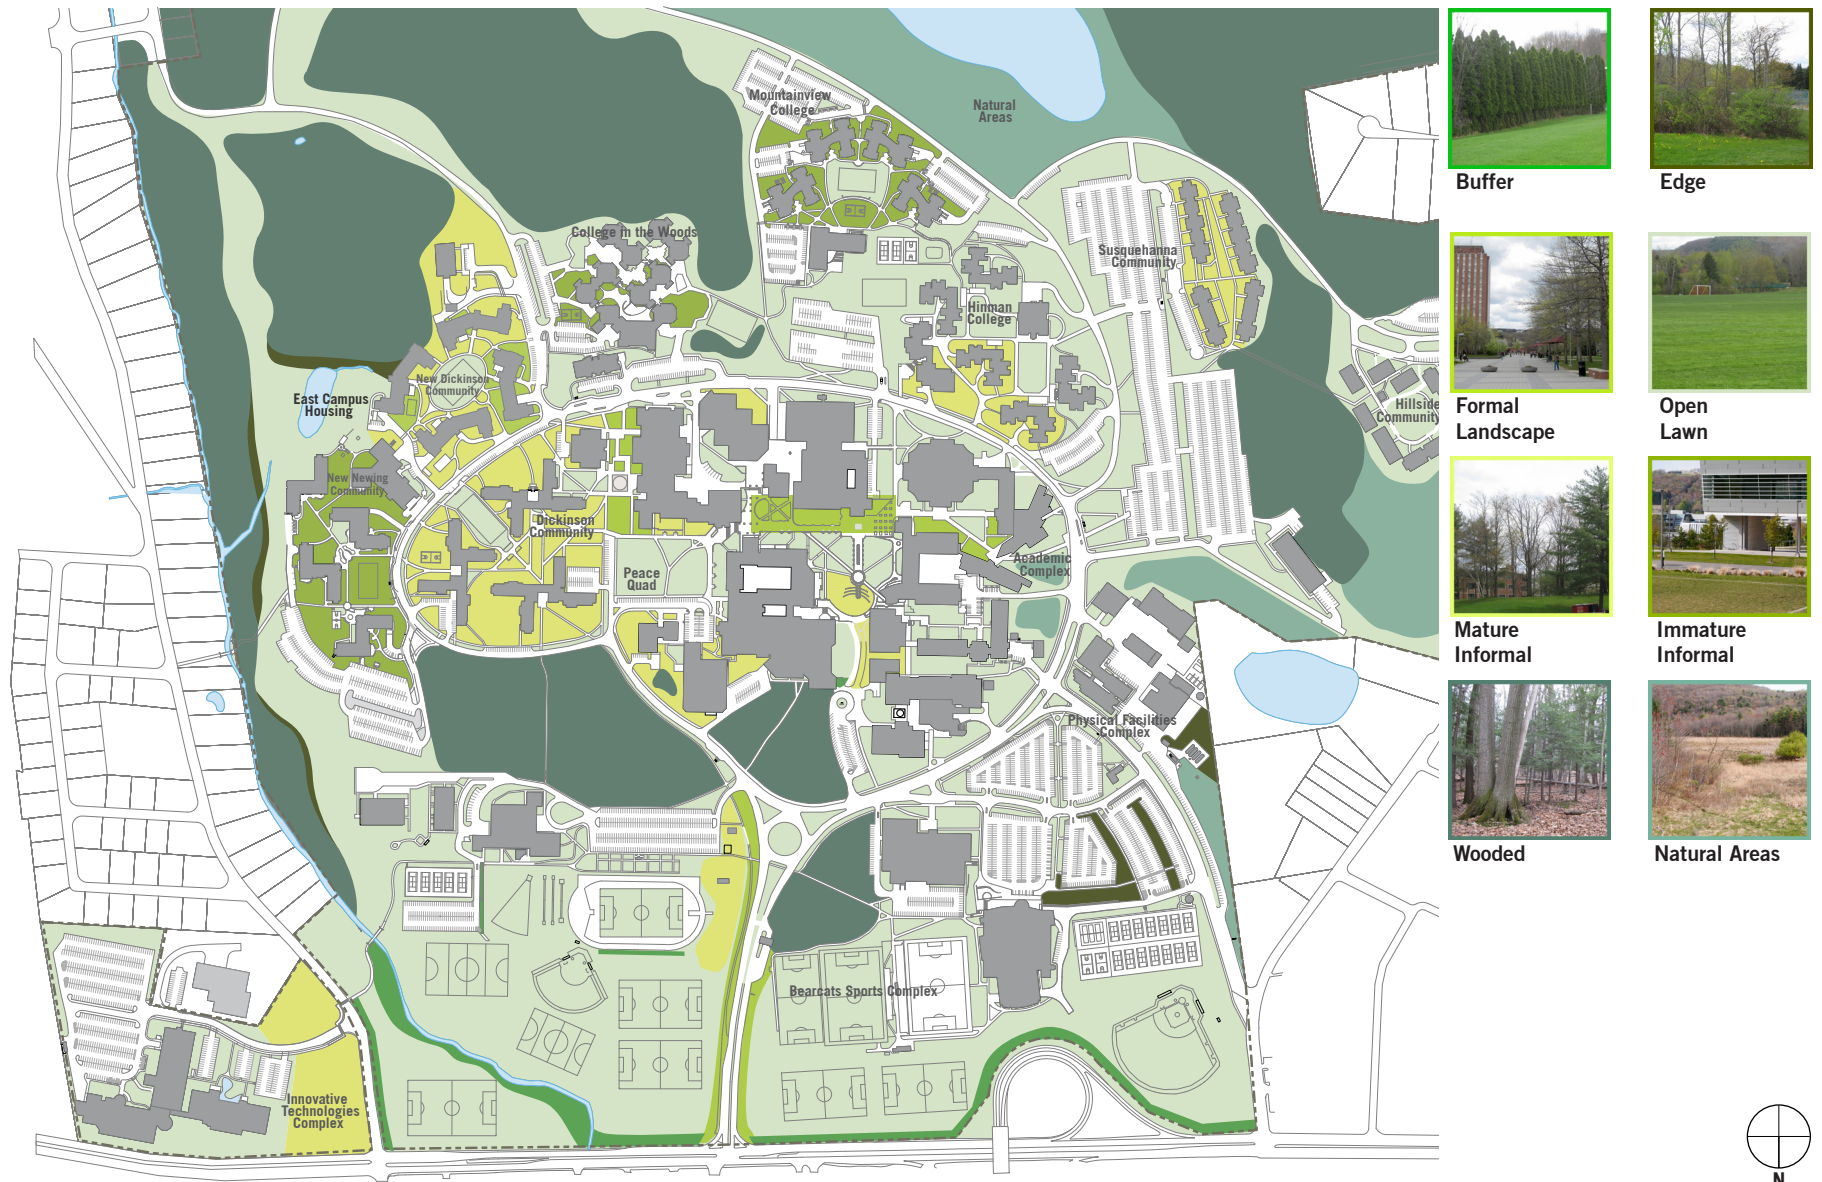 Mountainview
College
Natural
Areas
College in the Woods
Susquehanna
Community
Hinman
College
New Dickinson
Community
East Campus
Housing
Hillside
Community
New Newing
Community
Dickinson
Community
Peace
Quad
Academic
Complex
Physical Facilities
Complex
Bearcats Sports Complex
Innovative
Technologies
Complex
Buffer
Edge
Formal
Landscape
Open
Lawn
Mature
Informal
Immature
Informal
Wooded
Natural Areas
N